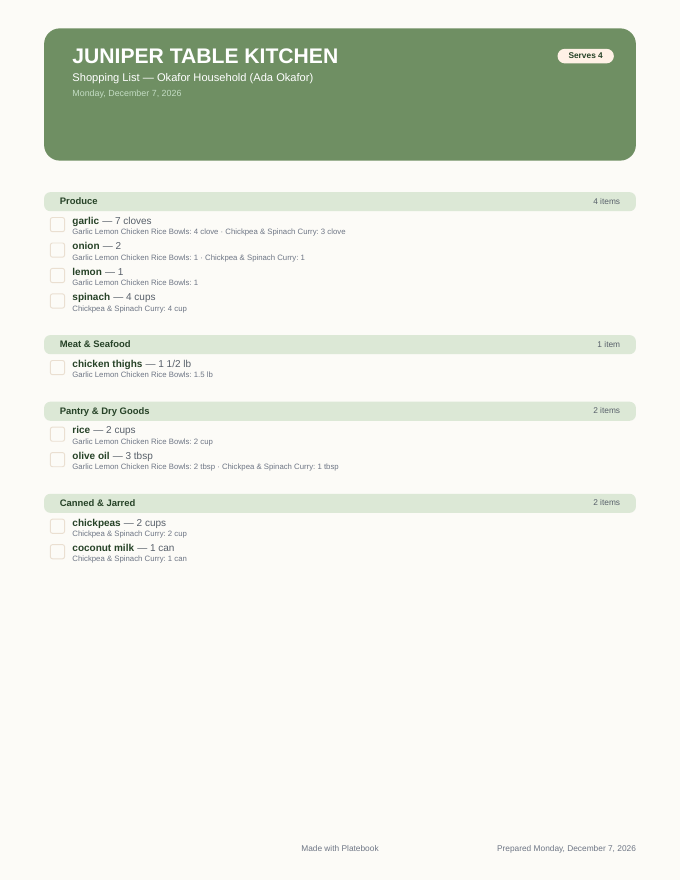 JUNIPER TABLE KITCHEN
Serves 4
Shopping List — Okafor Household (Ada Okafor)
Monday, December 7, 2026
Produce
4 items
garlic — 7 cloves
Garlic Lemon Chicken Rice Bowls: 4 clove · Chickpea & Spinach Curry: 3 clove
onion — 2
Garlic Lemon Chicken Rice Bowls: 1 · Chickpea & Spinach Curry: 1
lemon — 1
Garlic Lemon Chicken Rice Bowls: 1
spinach — 4 cups
Chickpea & Spinach Curry: 4 cup
Meat & Seafood
1 item
chicken thighs — 1 1/2 lb
Garlic Lemon Chicken Rice Bowls: 1.5 lb
Pantry & Dry Goods
2 items
rice — 2 cups
Garlic Lemon Chicken Rice Bowls: 2 cup
olive oil — 3 tbsp
Garlic Lemon Chicken Rice Bowls: 2 tbsp · Chickpea & Spinach Curry: 1 tbsp
Canned & Jarred
2 items
chickpeas — 2 cups
Chickpea & Spinach Curry: 2 cup
coconut milk — 1 can
Chickpea & Spinach Curry: 1 can
Made with Platebook
Prepared Monday, December 7, 2026